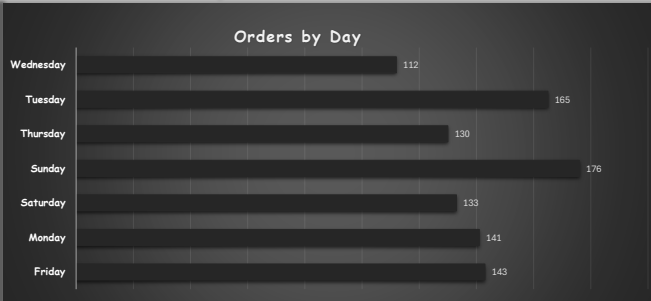 Orders by Day
Wednesday 112
Tuesday 165
Thursday 130
Sunday 176
Saturday 133
Monday 141
Friday 143